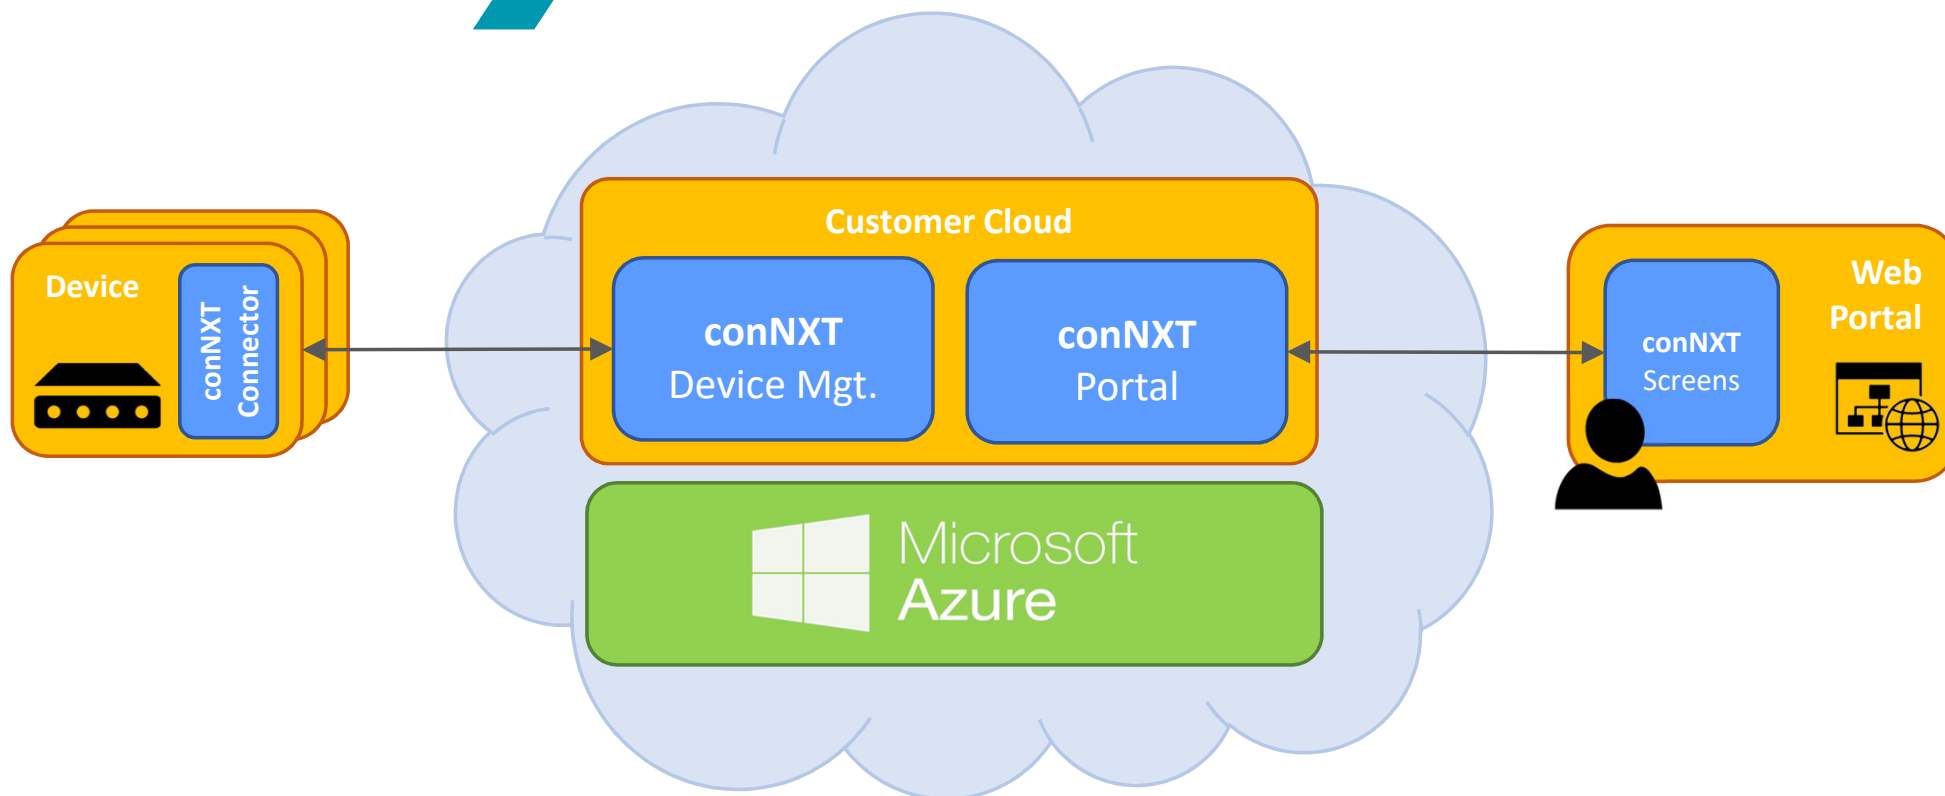 Customer Cloud
Device
conNXT
Connector
conNXT
Device Mgt.
conNXT
Portal
Web
Portal
conNXT
Screens
Microsoft
Azure